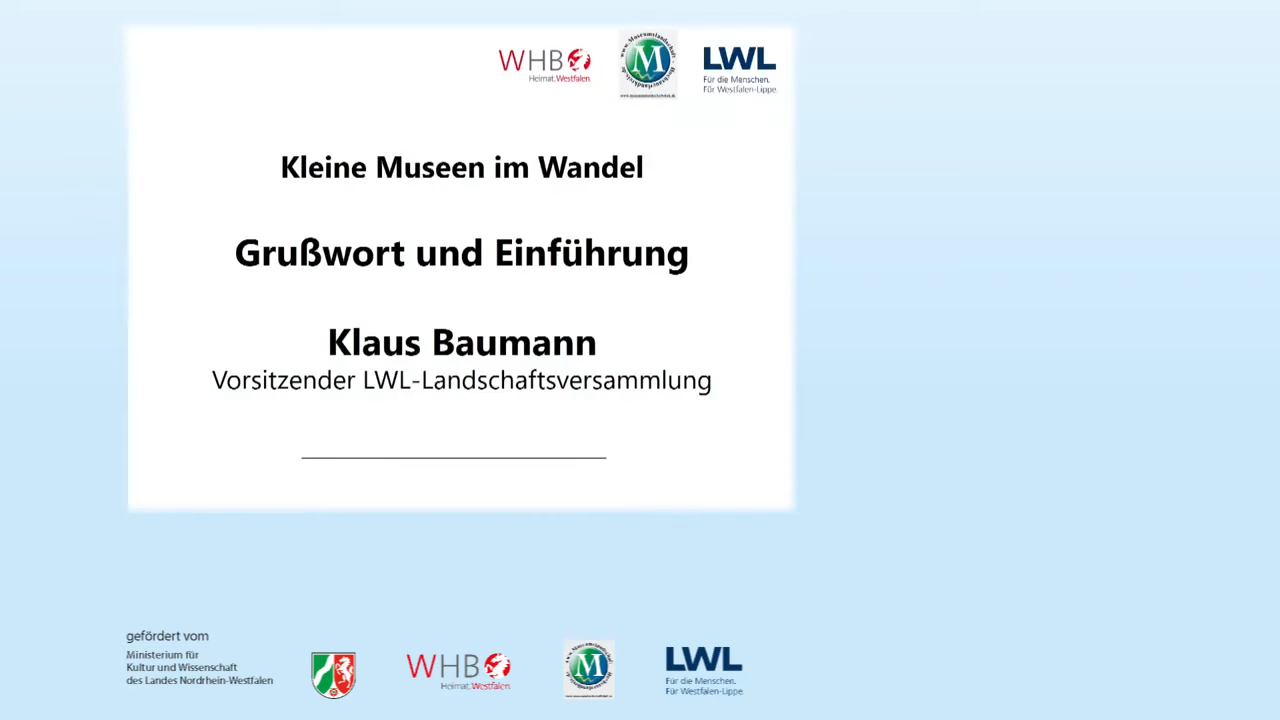 WHB
Heimat.Westfalen.
M
LWL
Für die Menschen.
Für Westfalen-Lippe.
Kleine Museen im Wandel
Grußwort und Einführung
Klaus Baumann
Vorsitzender LWL-Landschaftsversammlung
gefördert vom
Ministerium für
Kultur und Wissenschaft
des Landes Nordrhein-Westfalen
WHB
Heimat.Westfalen.
M
LWL
Für die Menschen.
Für Westfalen-Lippe.